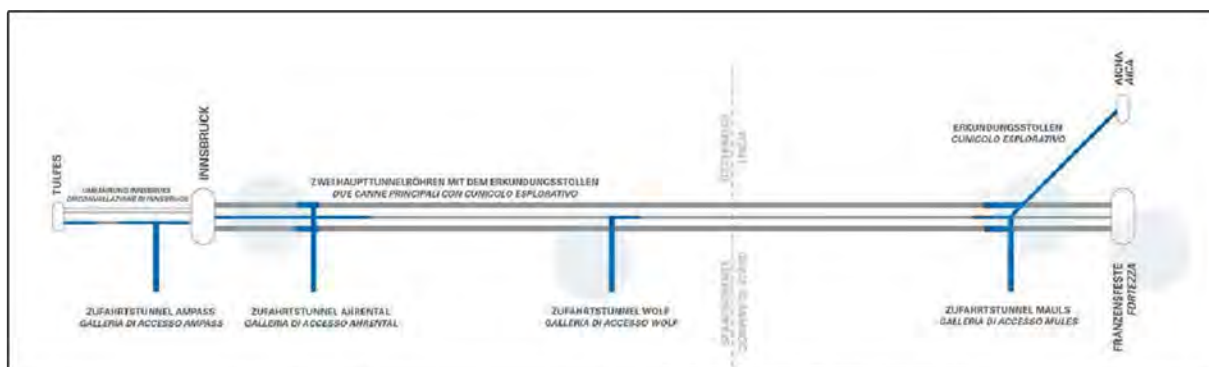 TULFES
INNSBRUCK
UMFAHRUNG INNSBRUCK
CIRCONVALLAZIONE DI INNSBRUCK
ZWEI HAUPTTUNNELRÖHREN MIT DEM ERKUNDUNGSSTOLLEN
DUE CANNE PRINCIPALI CON CUNICOLO ESPLORATIVO
ERKUNDUNGSSTOLLEN
CUNICOLO ESPLORATIVO
AICHA
AICA
ZUFAHRTSTUNNEL AMPASS
GALLERIA DI ACCESSO AMPASS
ZUFAHRTSTUNNEL AHRENTAL
GALLERIA DI ACCESSO AHRENTAL
ZUFAHRTSTUNNEL WOLF
GALLERIA DI ACCESSO WOLF
ZUFAHRTSTUNNEL MAULS
GALLERIA DI ACCESSO MULES
FRANZENSFESTE
FORTEZZA